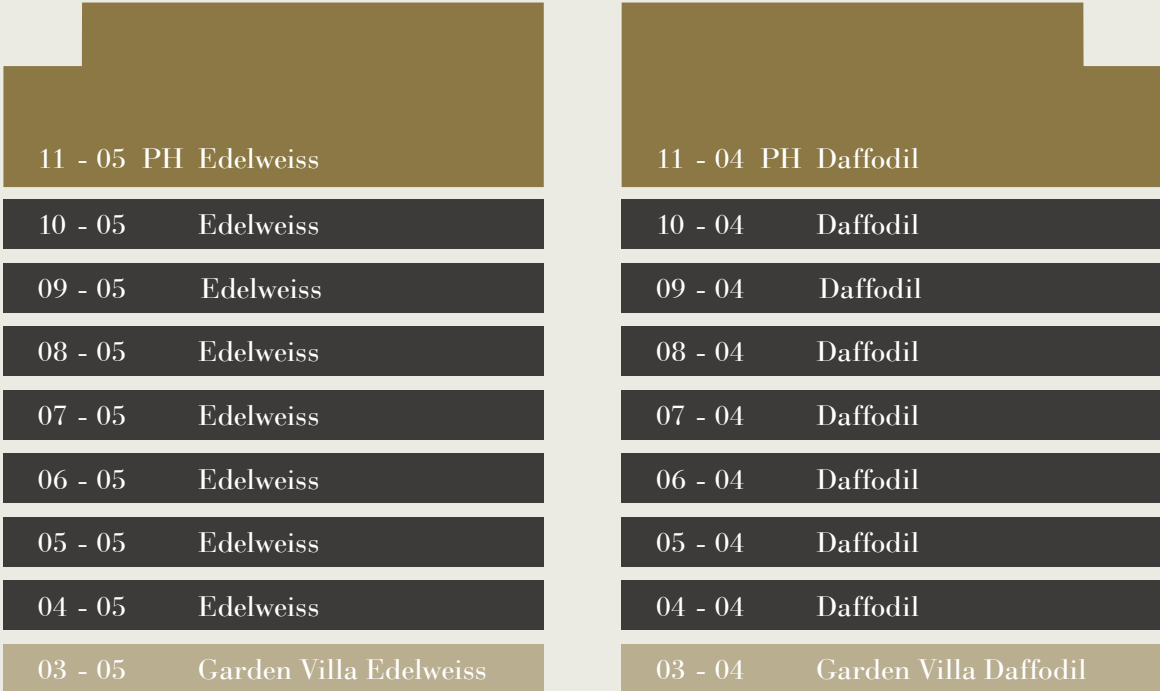 11 - 05 PH Edelweiss
10 - 05 Edelweiss
09 - 05 Edelweiss
08 - 05 Edelweiss
07 - 05 Edelweiss
06 - 05 Edelweiss
05 - 05 Edelweiss
04 - 05 Edelweiss
03 - 05 Garden Villa Edelweiss
11 - 04 PH Daffodil
10 - 04 Daffodil
09 - 04 Daffodil
08 - 04 Daffodil
07 - 04 Daffodil
06 - 04 Daffodil
05 - 04 Daffodil
04 - 04 Daffodil
03 - 04 Garden Villa Daffodil